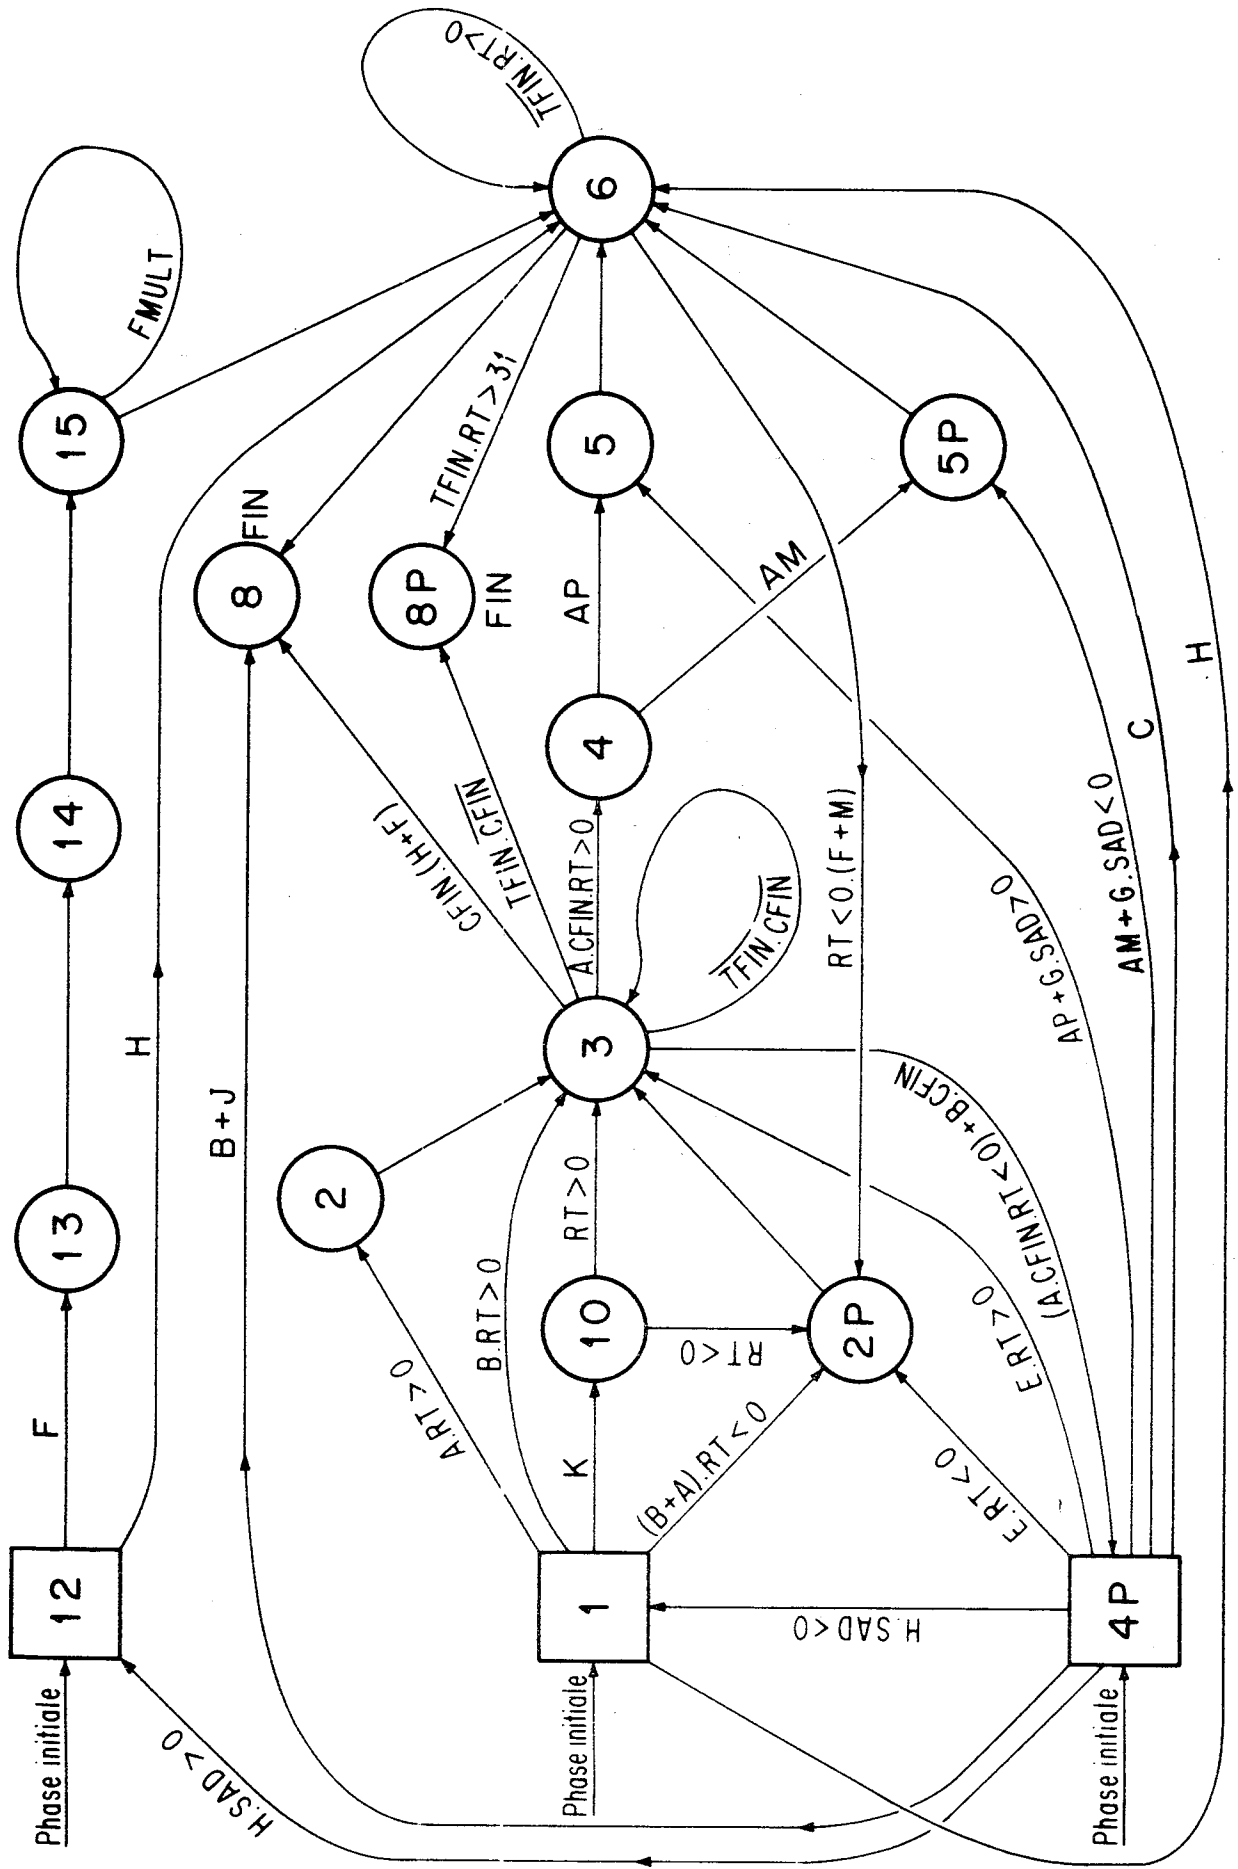 Phase initiale
12
F
13
14
15
FMULT
H
H.SAD > 0
B+J
8
FIN
8P
FIN
TFIN.RT > 31
CFIN.(H+F)
TFIN.CFIN
2
A.RT > 0
B.RT > 0
Phase initiale
1
K
10
RT > 0
3
A.CFIN.RT > 0
4
AP
5
6
TFIN.RT>0
AM
5P
TFIN.CFIN
RT<0
(B+A).RT < 0
2P
RT < 0.(F+M)
H.SAD < 0
E.RT < 0
E.RT > 0
(A.CFIN.RT < 0) + B.CFIN
AP + G.SAD > 0
AM + G.SAD < 0
C
H
Phase initiale
4P